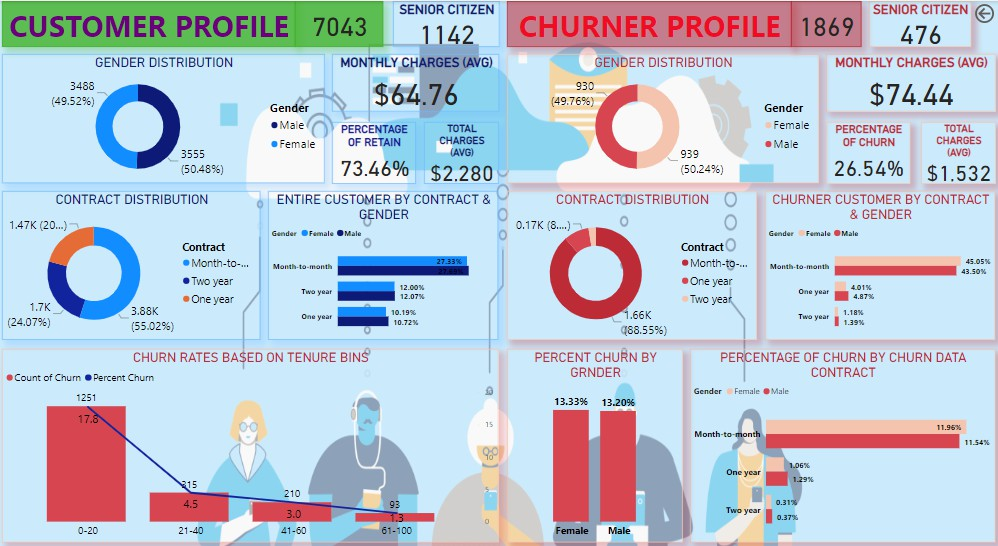 CUSTOMER PROFILE
7043
SENIOR CITIZEN
1142
CHURNER PROFILE
1869
SENIOR CITIZEN
476
GENDER DISTRIBUTION
3488
(49.52%)
3555
(50.48%)
Gender
Male
Female
MONTHLY CHARGES (AVG)
$64.76
PERCENTAGE
OF RETAIN
73.46%
TOTAL
CHARGES
(AVG)
$2.280
GENDER DISTRIBUTION
930
(49.76%)
939
(50.24%)
Gender
Female
Male
MONTHLY CHARGES (AVG)
$74.44
PERCENTAGE
OF CHURN
26.54%
TOTAL
CHARGES
(AVG)
$1.532
CONTRACT DISTRIBUTION
1.47K (20...)
1.7K
(24.07%)
3.88K
(55.02%)
Contract
Month-to-...
Two year
One year
ENTIRE CUSTOMER BY CONTRACT &
GENDER
Gender Female Male
Month-to-month
27.33%
Two year
12.00%
12.07%
One year
10.19%
10.72%
CONTRACT DISTRIBUTION
0.17K (8....)
1.66K
(88.55%)
Contract
Month-to-...
One year
Two year
CHURNER CUSTOMER BY CONTRACT
& GENDER
Gender Female Male
Month-to-month
45.05%
43.50%
One year
4.01%
4.87%
Two year
1.18%
1.39%
CHURN RATES BASED ON TENURE BINS
Count of Churn Percent Churn
1251
17.8
315
4.5
210
3.0
93
1.3
0-20
21-40
41-60
61-100
20
15
10
5
0
PERCENT CHURN BY
GRNDER
13.33%
13.20%
Female
Male
PERCENTAGE OF CHURN BY CHURN DATA
CONTRACT
Gender Female Male
Month-to-month
11.96%
11.54%
One year
1.06%
1.29%
Two year
0.31%
0.37%